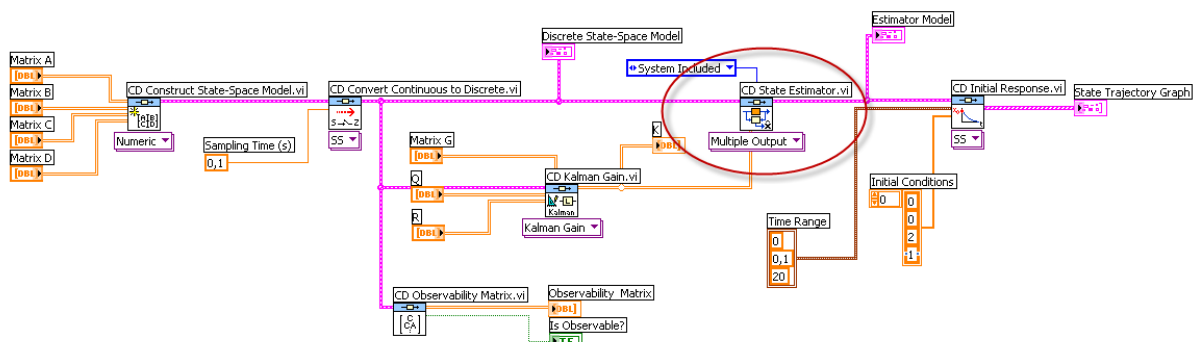 Estimator Model
Discrete State-Space Model
Matrix A
[DBL]
System Included
Matrix B
[DBL]
CD Construct State-Space Model.vi
CD Convert Continuous to Discrete.vi
CD State Estimator.vi
CD Initial Response.vi
State Trajectory Graph
Matrix C
[DBL]
Matrix D
[DBL]
[A|B]
[C|D]
S→Z
Numeric
Sampling Time (s)
0,1
SS
Matrix G
[DBL]
K
DBL]
Multiple Output
SS
Q
[DBL]
CD Kalman Gain.vi
L
Kalman
Kalman Gain
R
[DBL]
Initial Conditions
0
0
0
2
1
Time Range
0
0,1
20
CD Observability Matrix.vi
Observability Matrix
DBL]
C
CA
Is Observable?
TF